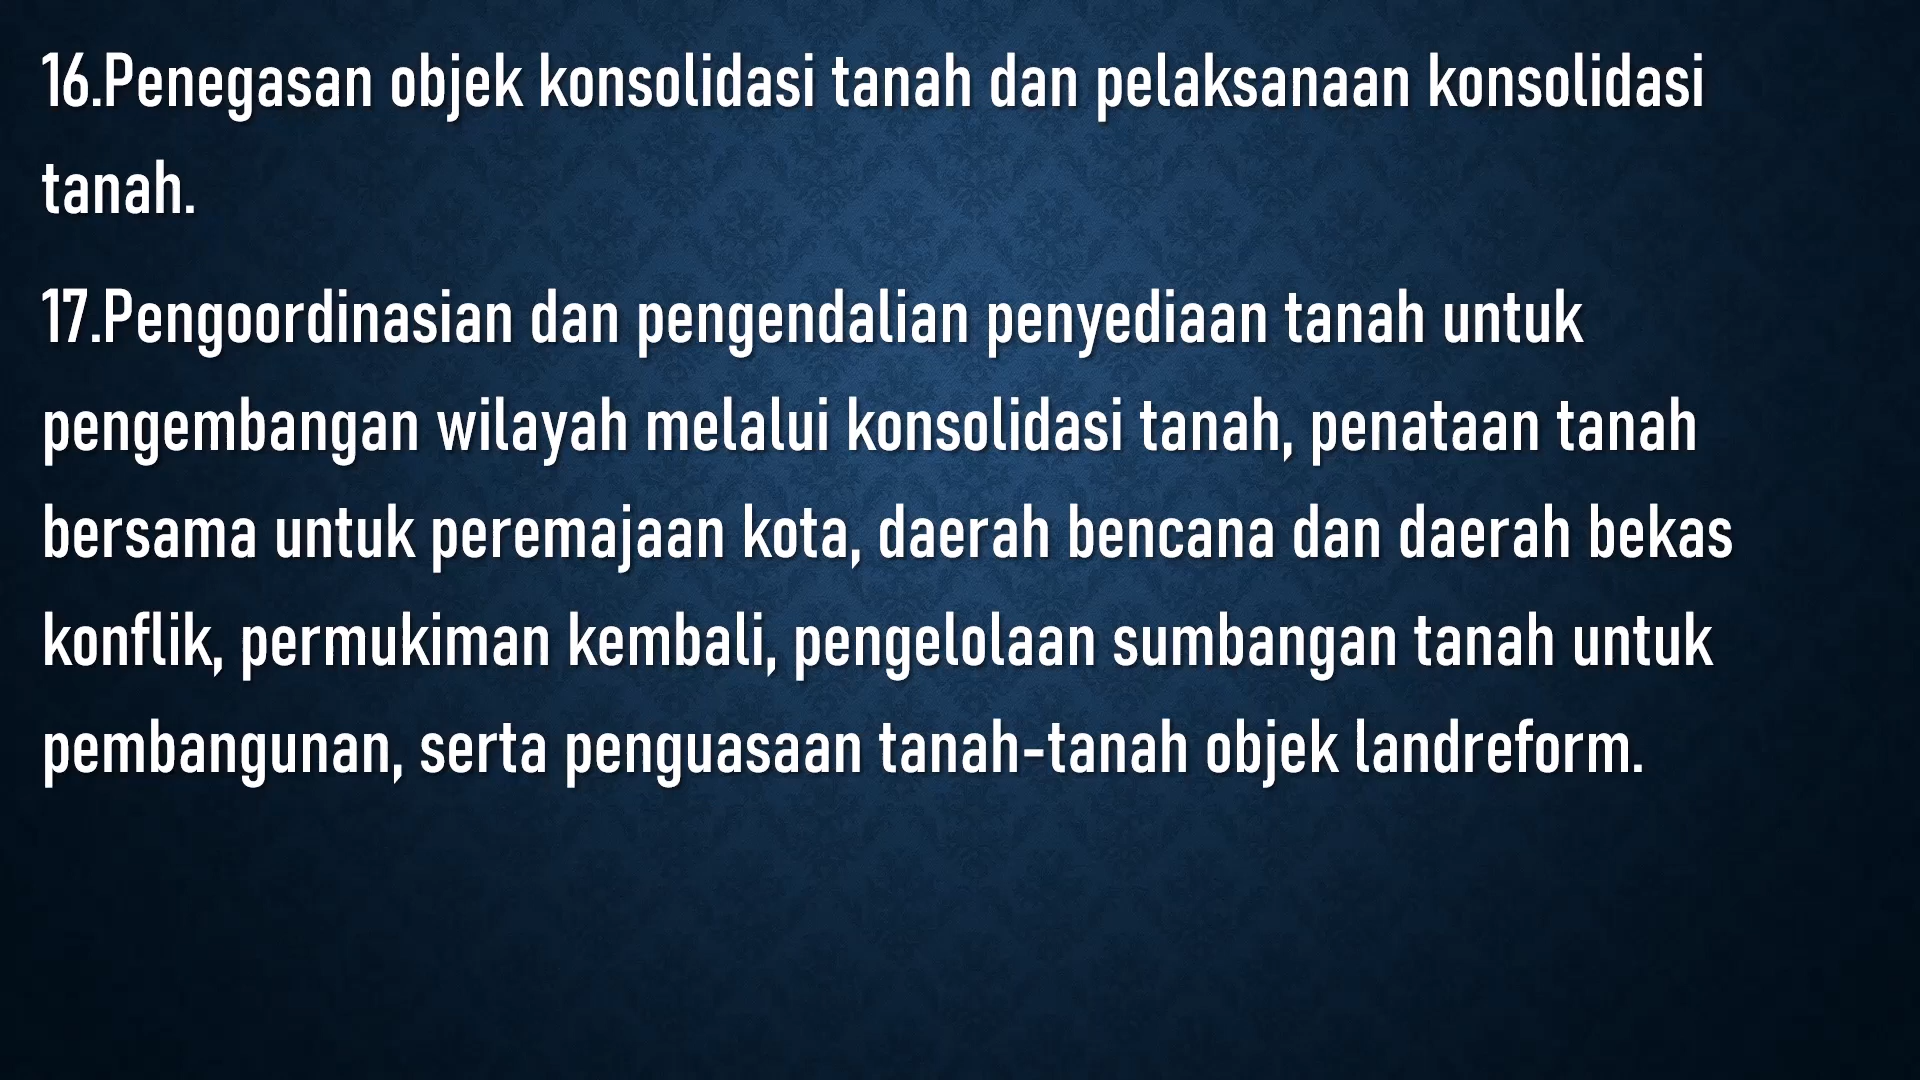 16.Penegasan objek konsolidasi tanah dan pelaksanaan konsolidasi
tanah.
17.Pengoordinasian dan pengendalian penyediaan tanah untuk
pengembangan wilayah melalui konsolidasi tanah, penataan tanah
bersama untuk peremajaan kota, daerah bencana dan daerah bekas
konflik, permukiman kembali, pengelolaan sumbangan tanah untuk
pembangunan, serta penguasaan tanah-tanah objek landreform.